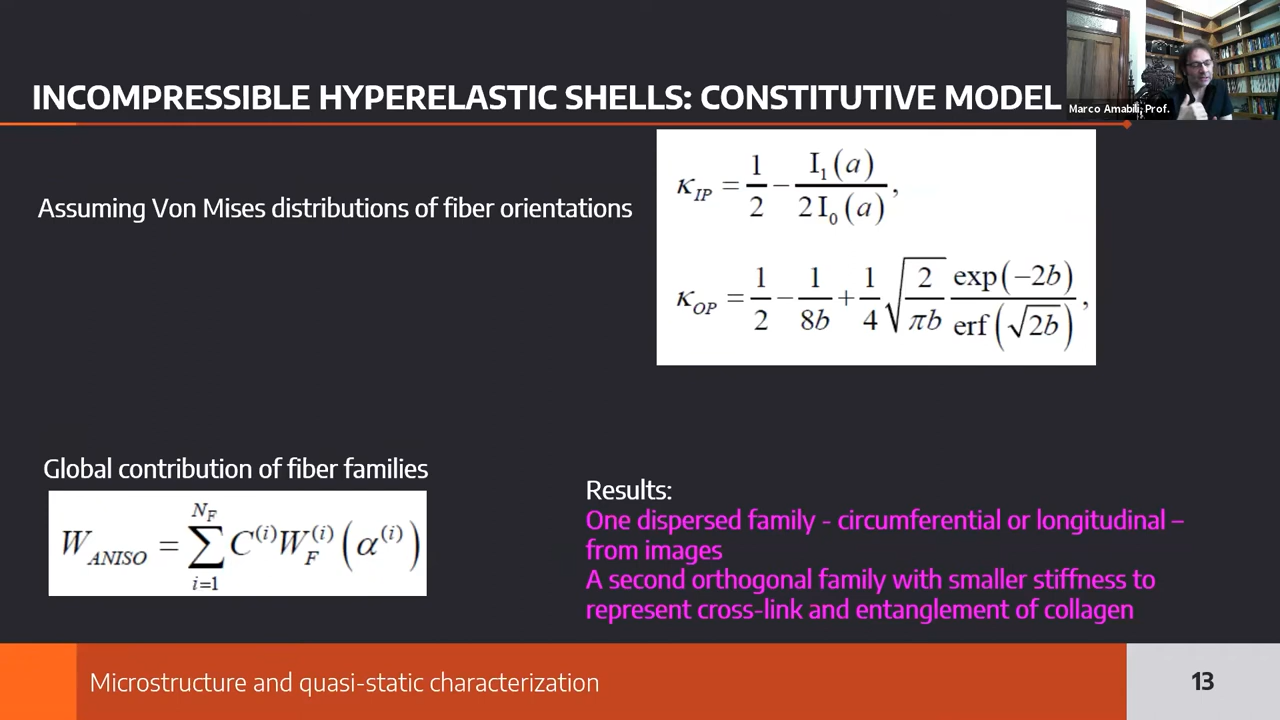 INCOMPRESSIBLE HYPERELASTIC SHELLS: CONSTITUTIVE MODEL
Marco Amabili, Prof.
Assuming Von Mises distributions of fiber orientations
κ_IP = 1/2 − I₁(a) / 2 I₀(a),
κ_OP = 1/2 − 1/8b + 1/4 √(2/πb) exp(−2b) / erf(√2b),
Global contribution of fiber families
W_ANISO = ∑_{i=1}^{N_F} C^(i) W_F^(i) (α^(i))
Results:
One dispersed family - circumferential or longitudinal –
from images
A second orthogonal family with smaller stiffness to
represent cross-link and entanglement of collagen
Microstructure and quasi-static characterization
13